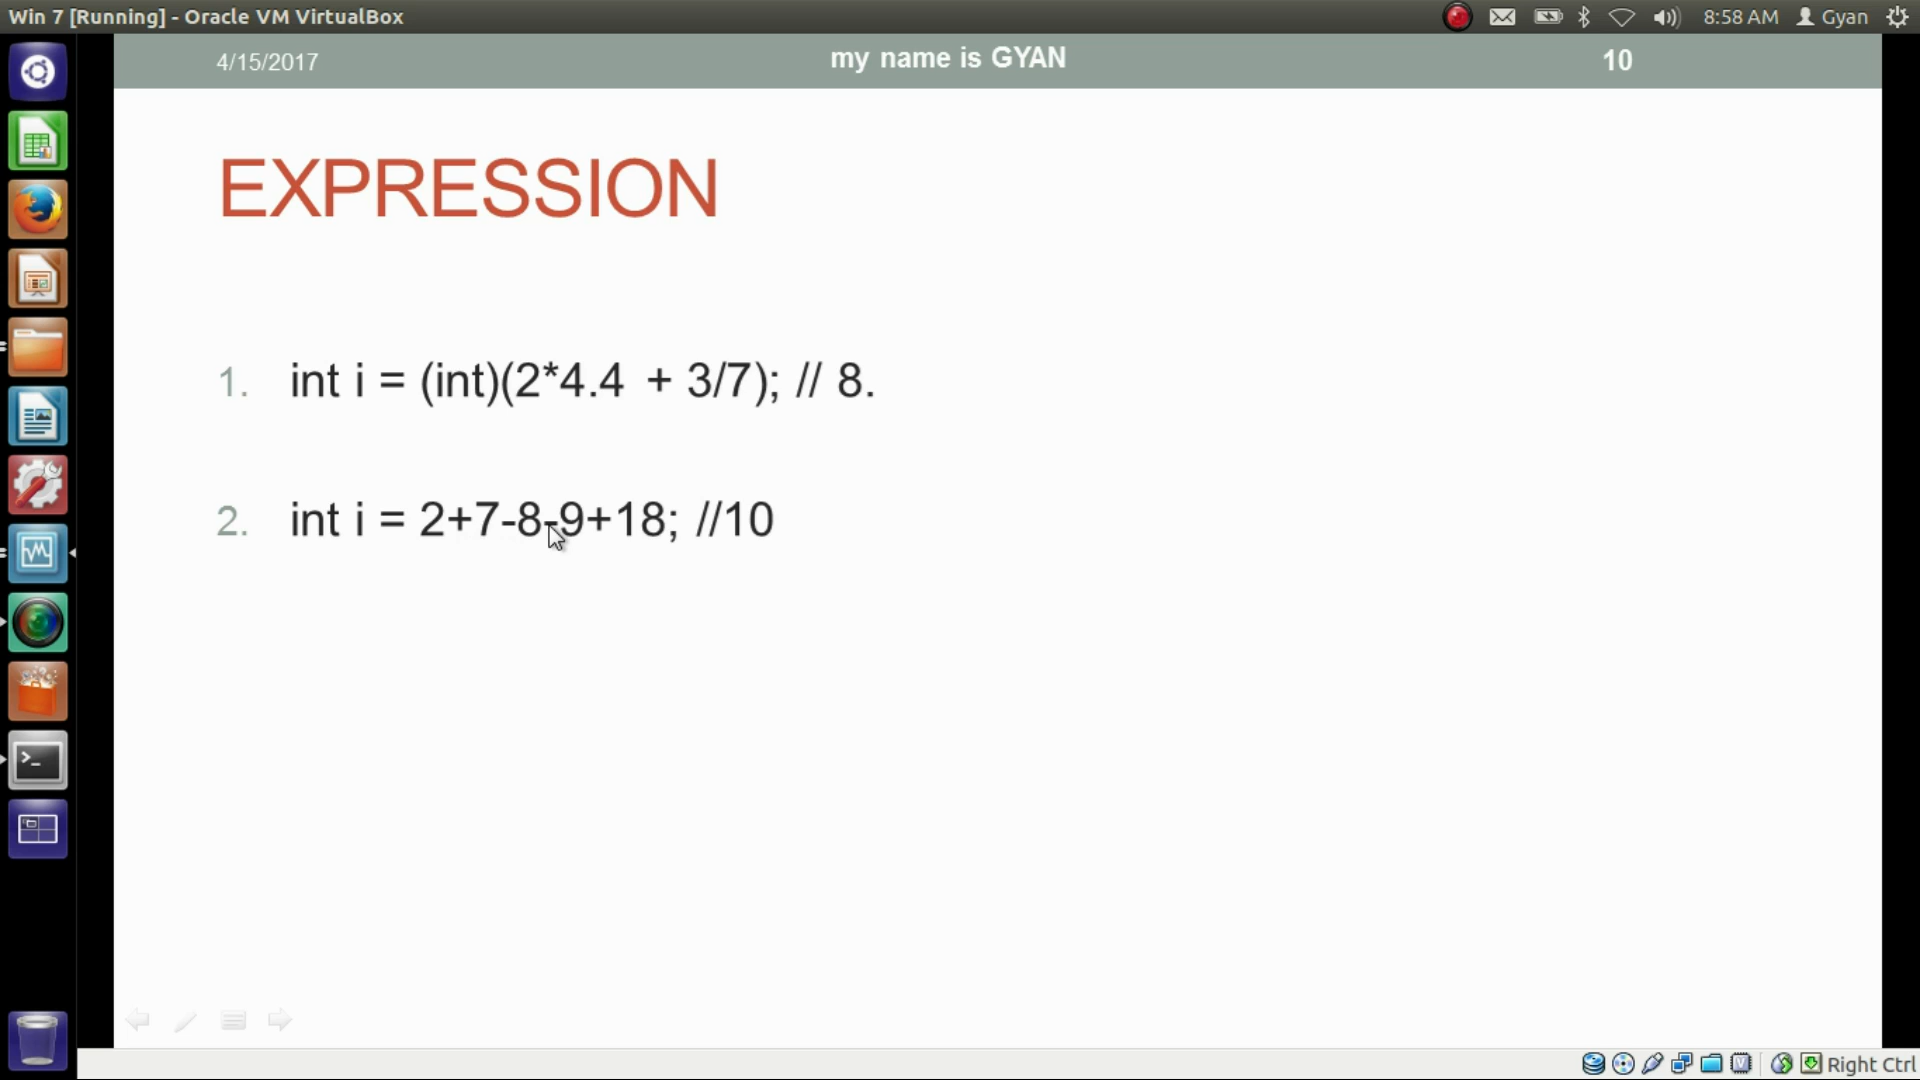 Win 7 [Running] - Oracle VM VirtualBox
8:58 AM Gyan
4/15/2017
my name is GYAN
10
EXPRESSION
1. int i = (int)(2*4.4 + 3/7); // 8.
2. int i = 2+7-8-9+18; //10
Right Ctrl